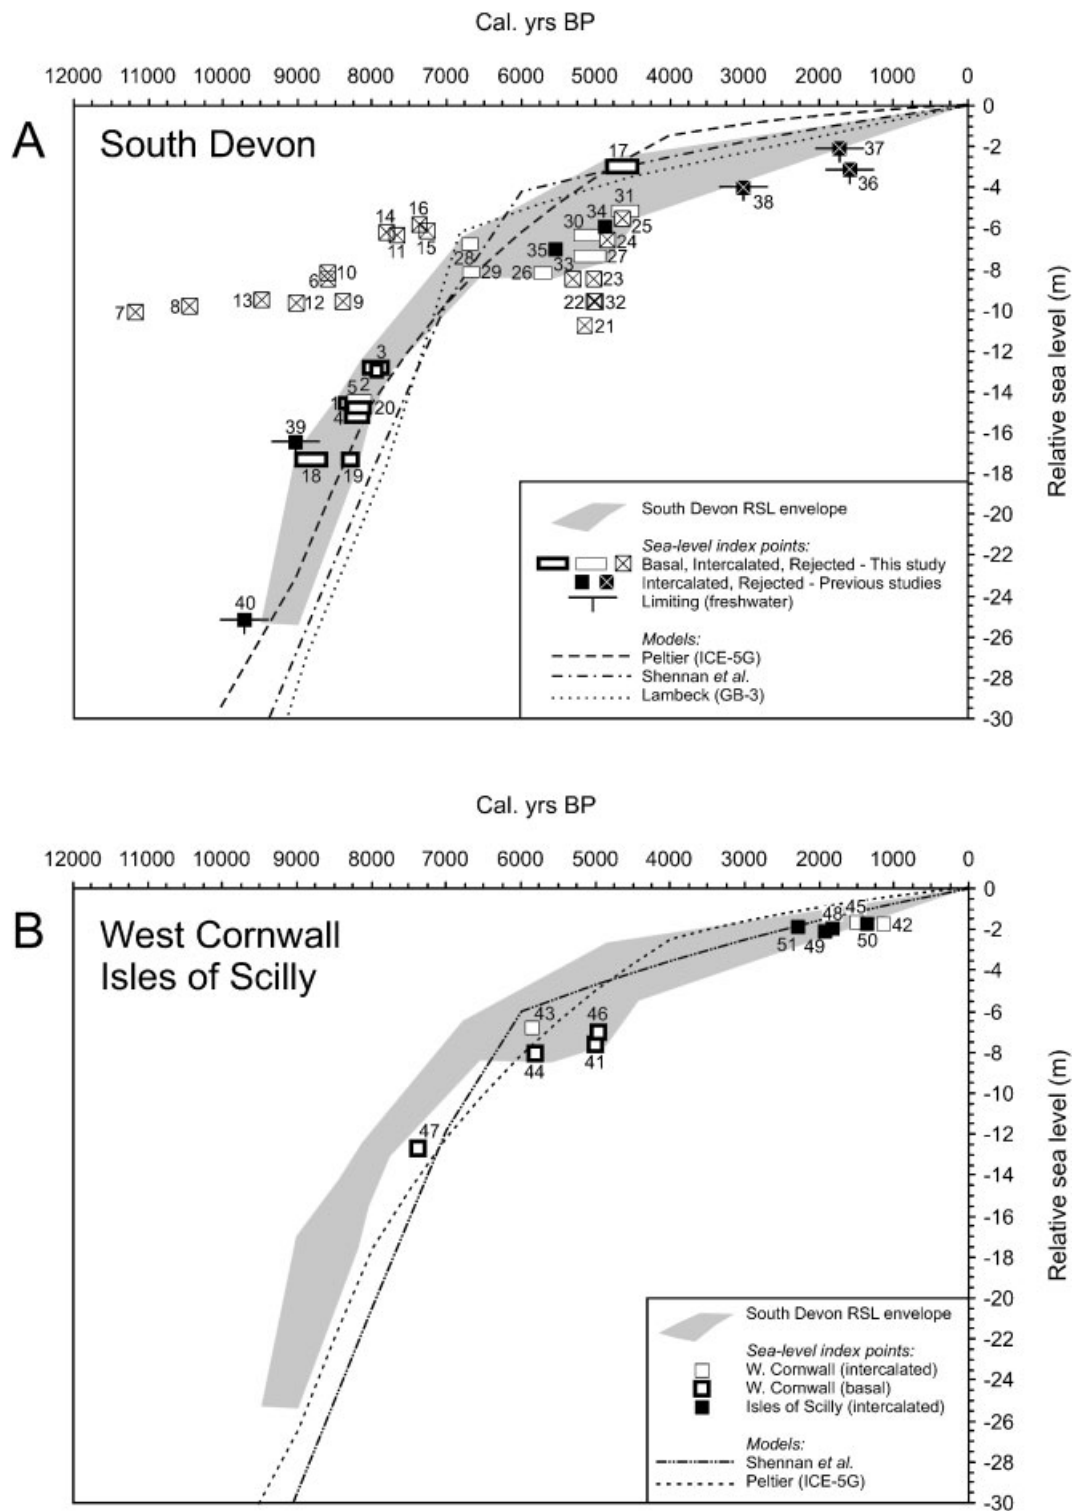 Cal. yrs BP
12000 11000 10000 9000 8000 7000 6000 5000 4000 3000 2000 1000 0
A
South Devon
0
-2
-4
-6
-8
-10
-12
-14
-16
-18
-20
-22
-24
-26
-28
-30
Relative sea level (m)
17
37
36
38
31
34
25
30
24
35
27
33
28
29
26
23
22
32
21
16
14
11
15
10
6
13
12
9
8
7
3
5
2
1
20
4
39
18
19
40
South Devon RSL envelope
Sea-level index points:
Basal, Intercalated, Rejected - This study
Intercalated, Rejected - Previous studies
Limiting (freshwater)
Models:
Peltier (ICE-5G)
Shennan et al.
Lambeck (GB-3)
Cal. yrs BP
12000 11000 10000 9000 8000 7000 6000 5000 4000 3000 2000 1000 0
B
West Cornwall
Isles of Scilly
0
-2
-4
-6
-8
-10
-12
-14
-16
-18
-20
-22
-24
-26
-28
-30
Relative sea level (m)
45
48
42
50
49
51
43
46
44
41
47
South Devon RSL envelope
Sea-level index points:
W. Cornwall (intercalated)
W. Cornwall (basal)
Isles of Scilly (intercalated)
Models:
Shennan et al.
Peltier (ICE-5G)